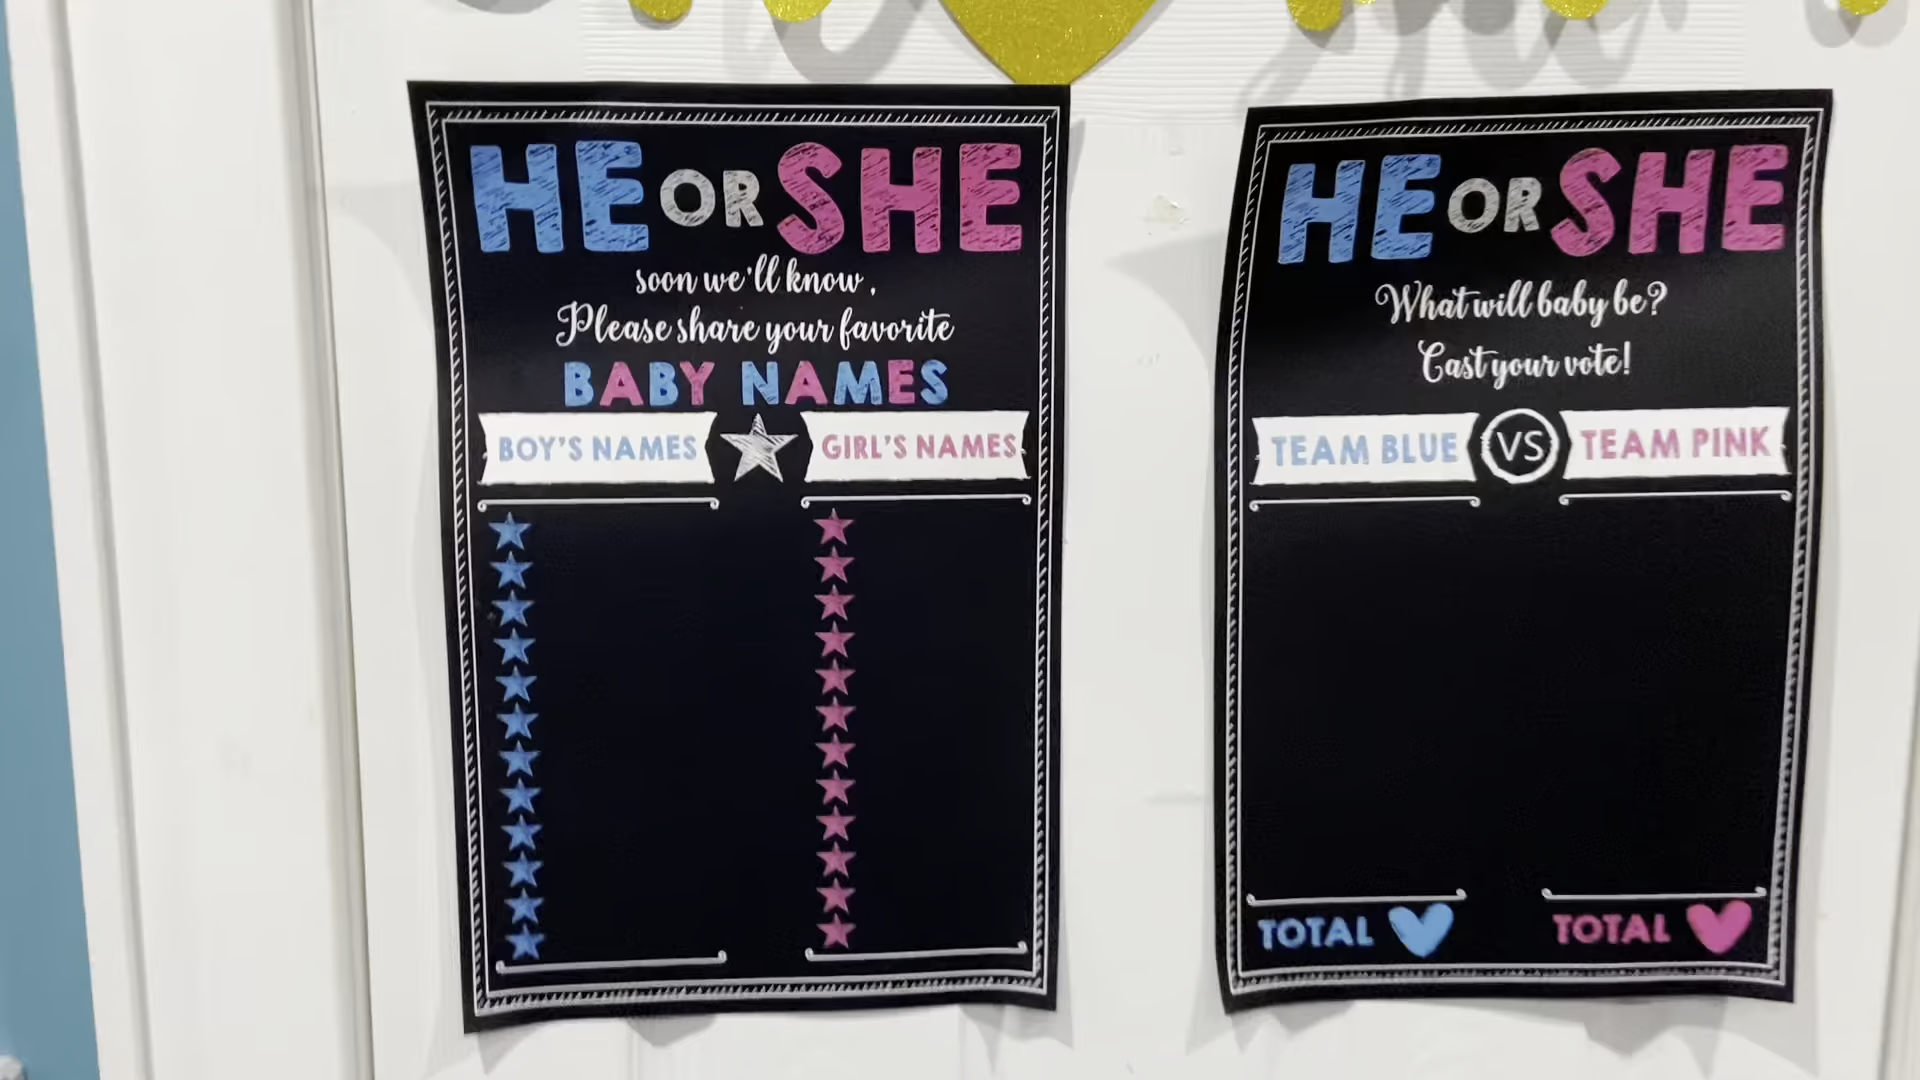 HE OR SHE
soon we'll know,
Please share your favorite
BABY NAMES
BOY'S NAMES GIRL'S NAMES
HE OR SHE
What will baby be?
Cast your vote!
TEAM BLUE VS TEAM PINK
TOTAL TOTAL